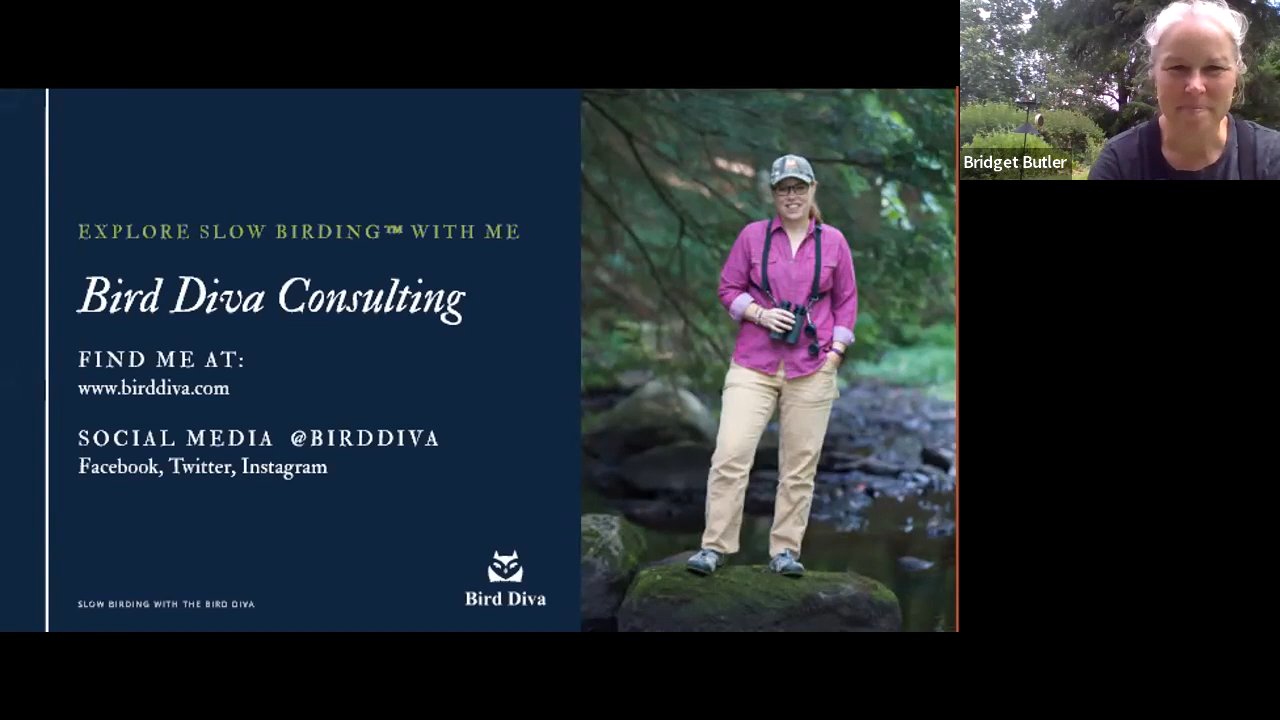 EXPLORE SLOW BIRDING™ WITH ME
Bird Diva Consulting
FIND ME AT:
www.birddiva.com
SOCIAL MEDIA @BIRDDIVA
Facebook, Twitter, Instagram
SLOW BIRDING WITH THE BIRD DIVA
Bird Diva
Bridget Butler